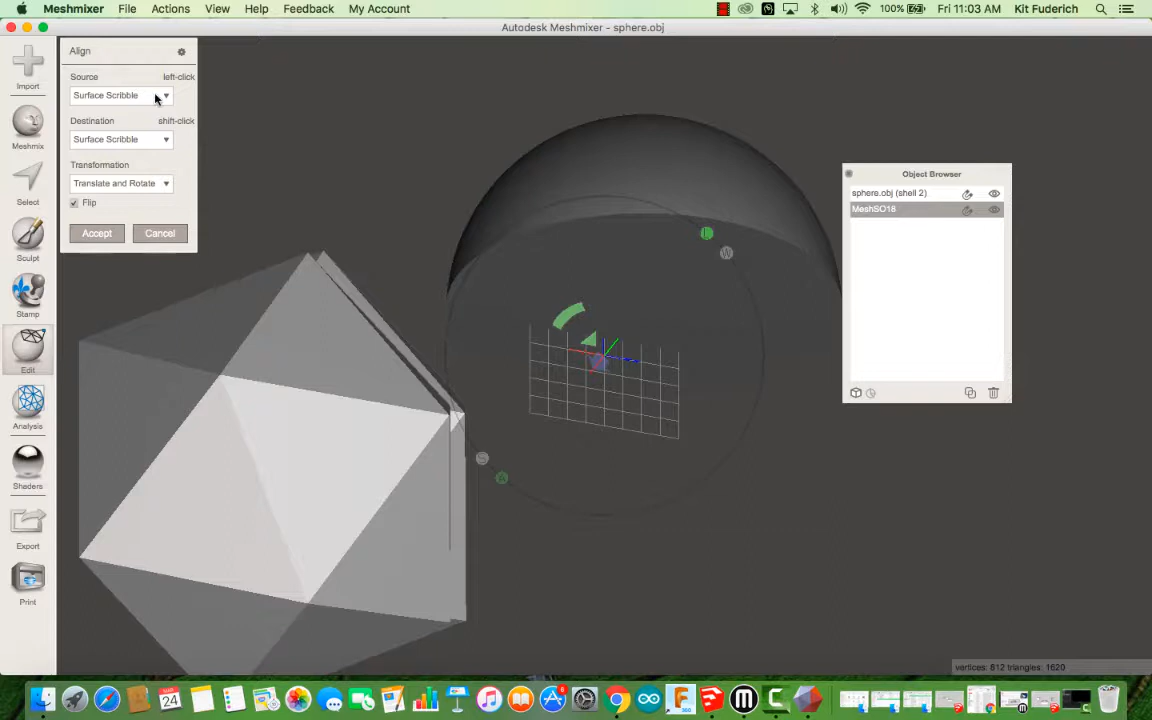 Meshmixer File Actions View Help Feedback My Account 100% Fri 11:03 AM Kit Fuderich
Autodesk Meshmixer - sphere.obj
Import
Meshmix
Select
Sculpt
Stamp
Edit
Analysis
Shaders
Export
Print
Align
Source left-click
Surface Scribble
Destination shift-click
Surface Scribble
Transformation
Translate and Rotate
Flip
Accept Cancel
W
S
Object Browser
sphere.obj (shell 2)
MeshSO18
vertices: 812 triangles: 1620